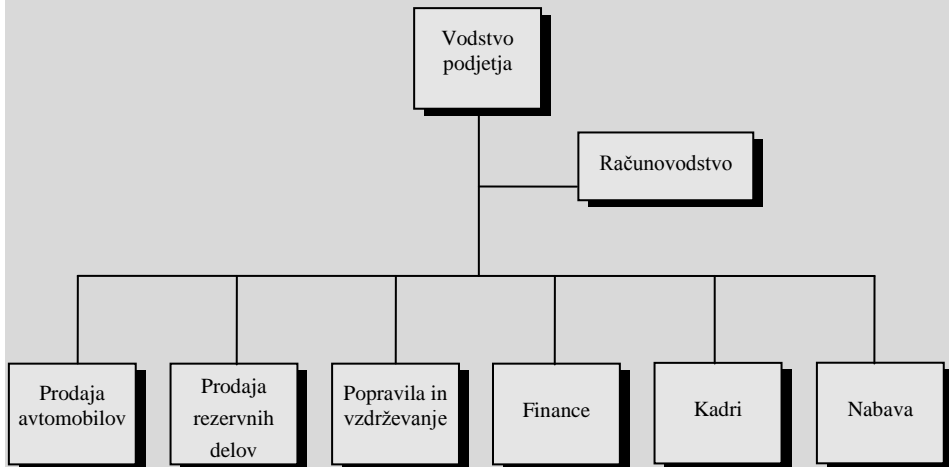 Vodstvo
podjetja
Računovodstvo
Prodaja
avtomobilov
Prodaja
rezervnih
delov
Popravila in
vzdrževanje
Finance
Kadri
Nabava